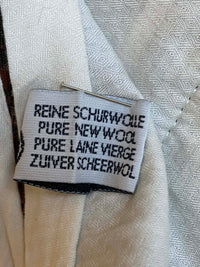 REINE SCHURWOLLE
PURE NEW WOOL
PURE LAINE VIERGE
ZUIVER SCHEERWOL